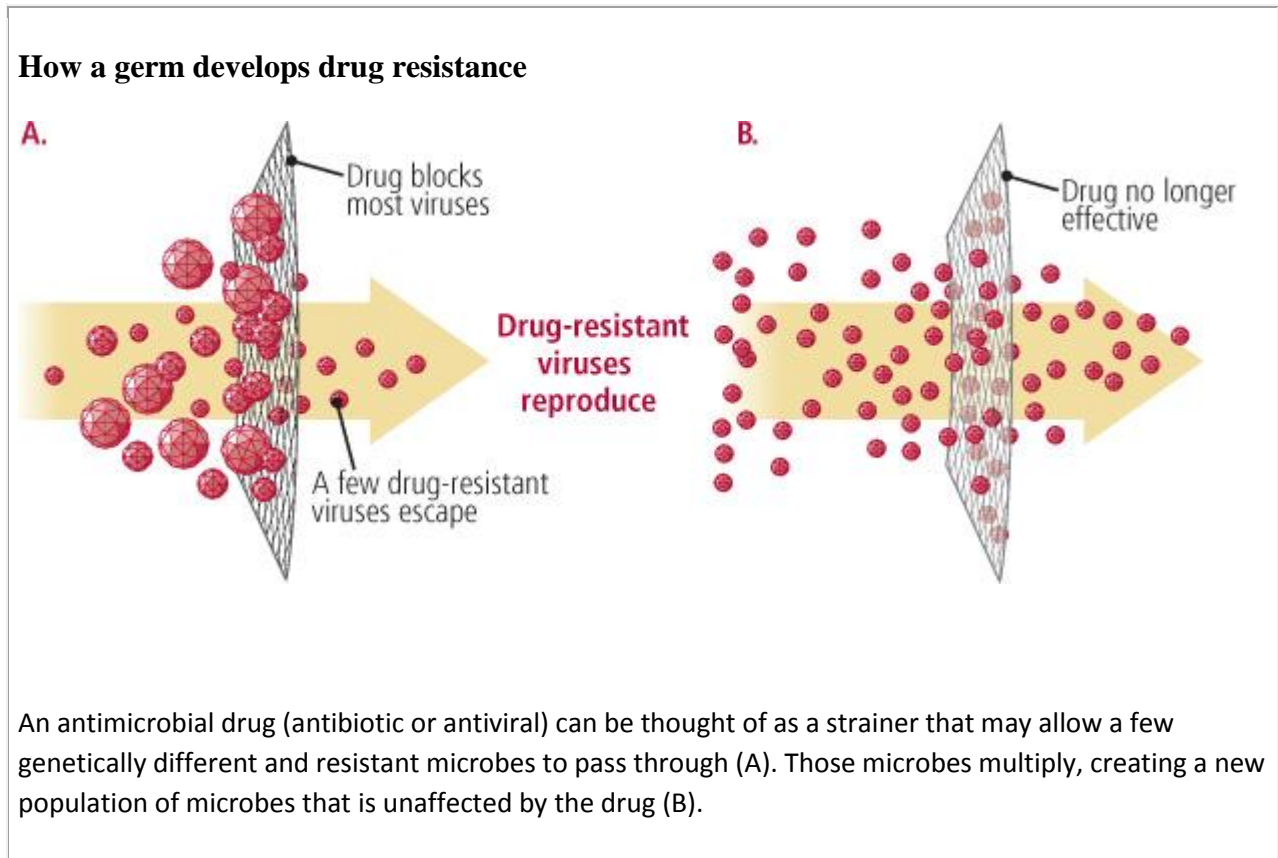 How a germ develops drug resistance
A.
Drug blocks
most viruses
A few drug-resistant
viruses escape
Drug-resistant
viruses
reproduce
B.
Drug no longer
effective
An antimicrobial drug (antibiotic or antiviral) can be thought of as a strainer that may allow a few
genetically different and resistant microbes to pass through (A). Those microbes multiply, creating a new
population of microbes that is unaffected by the drug (B).